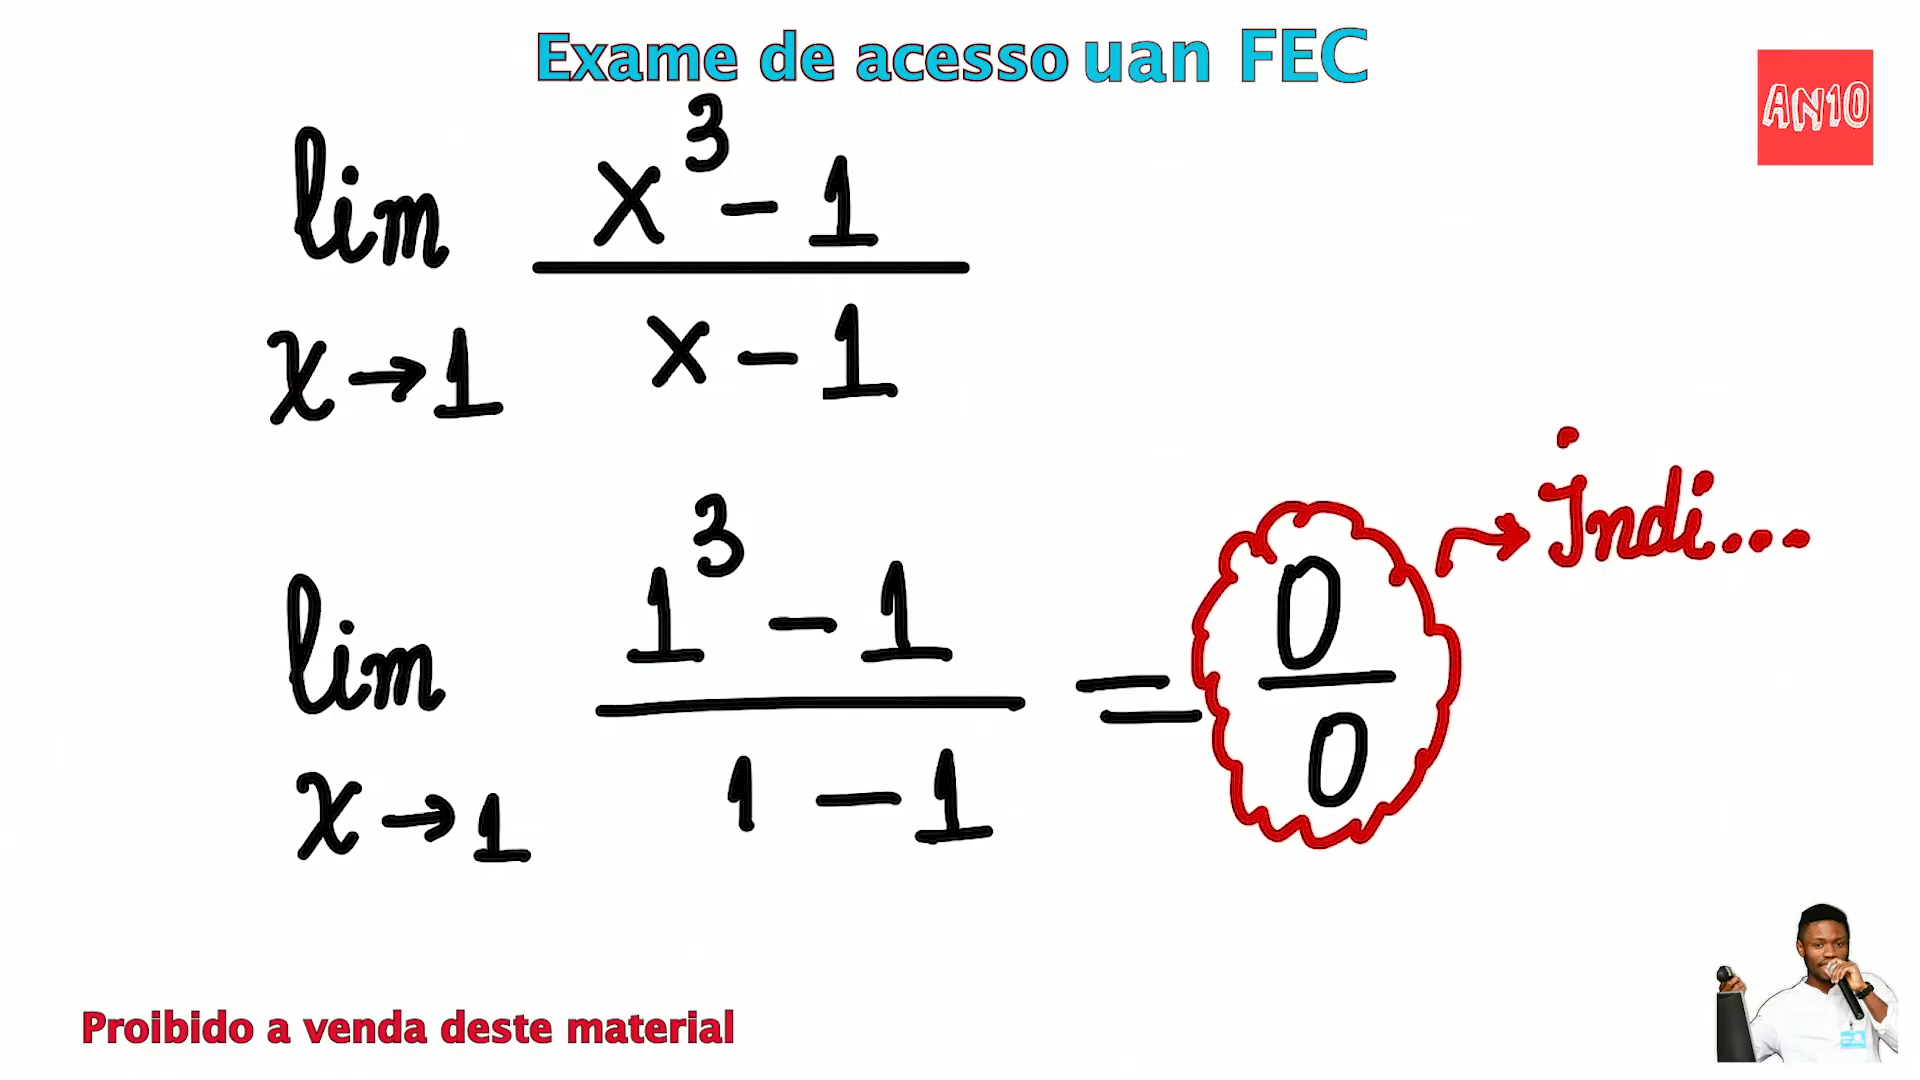 Exame de acesso uan FEC
AN10
lim x→1 x³ - 1 / x - 1
lim x→1 1³ - 1 / 1 - 1 = 0/0 → Indi...
Proibido a venda deste material